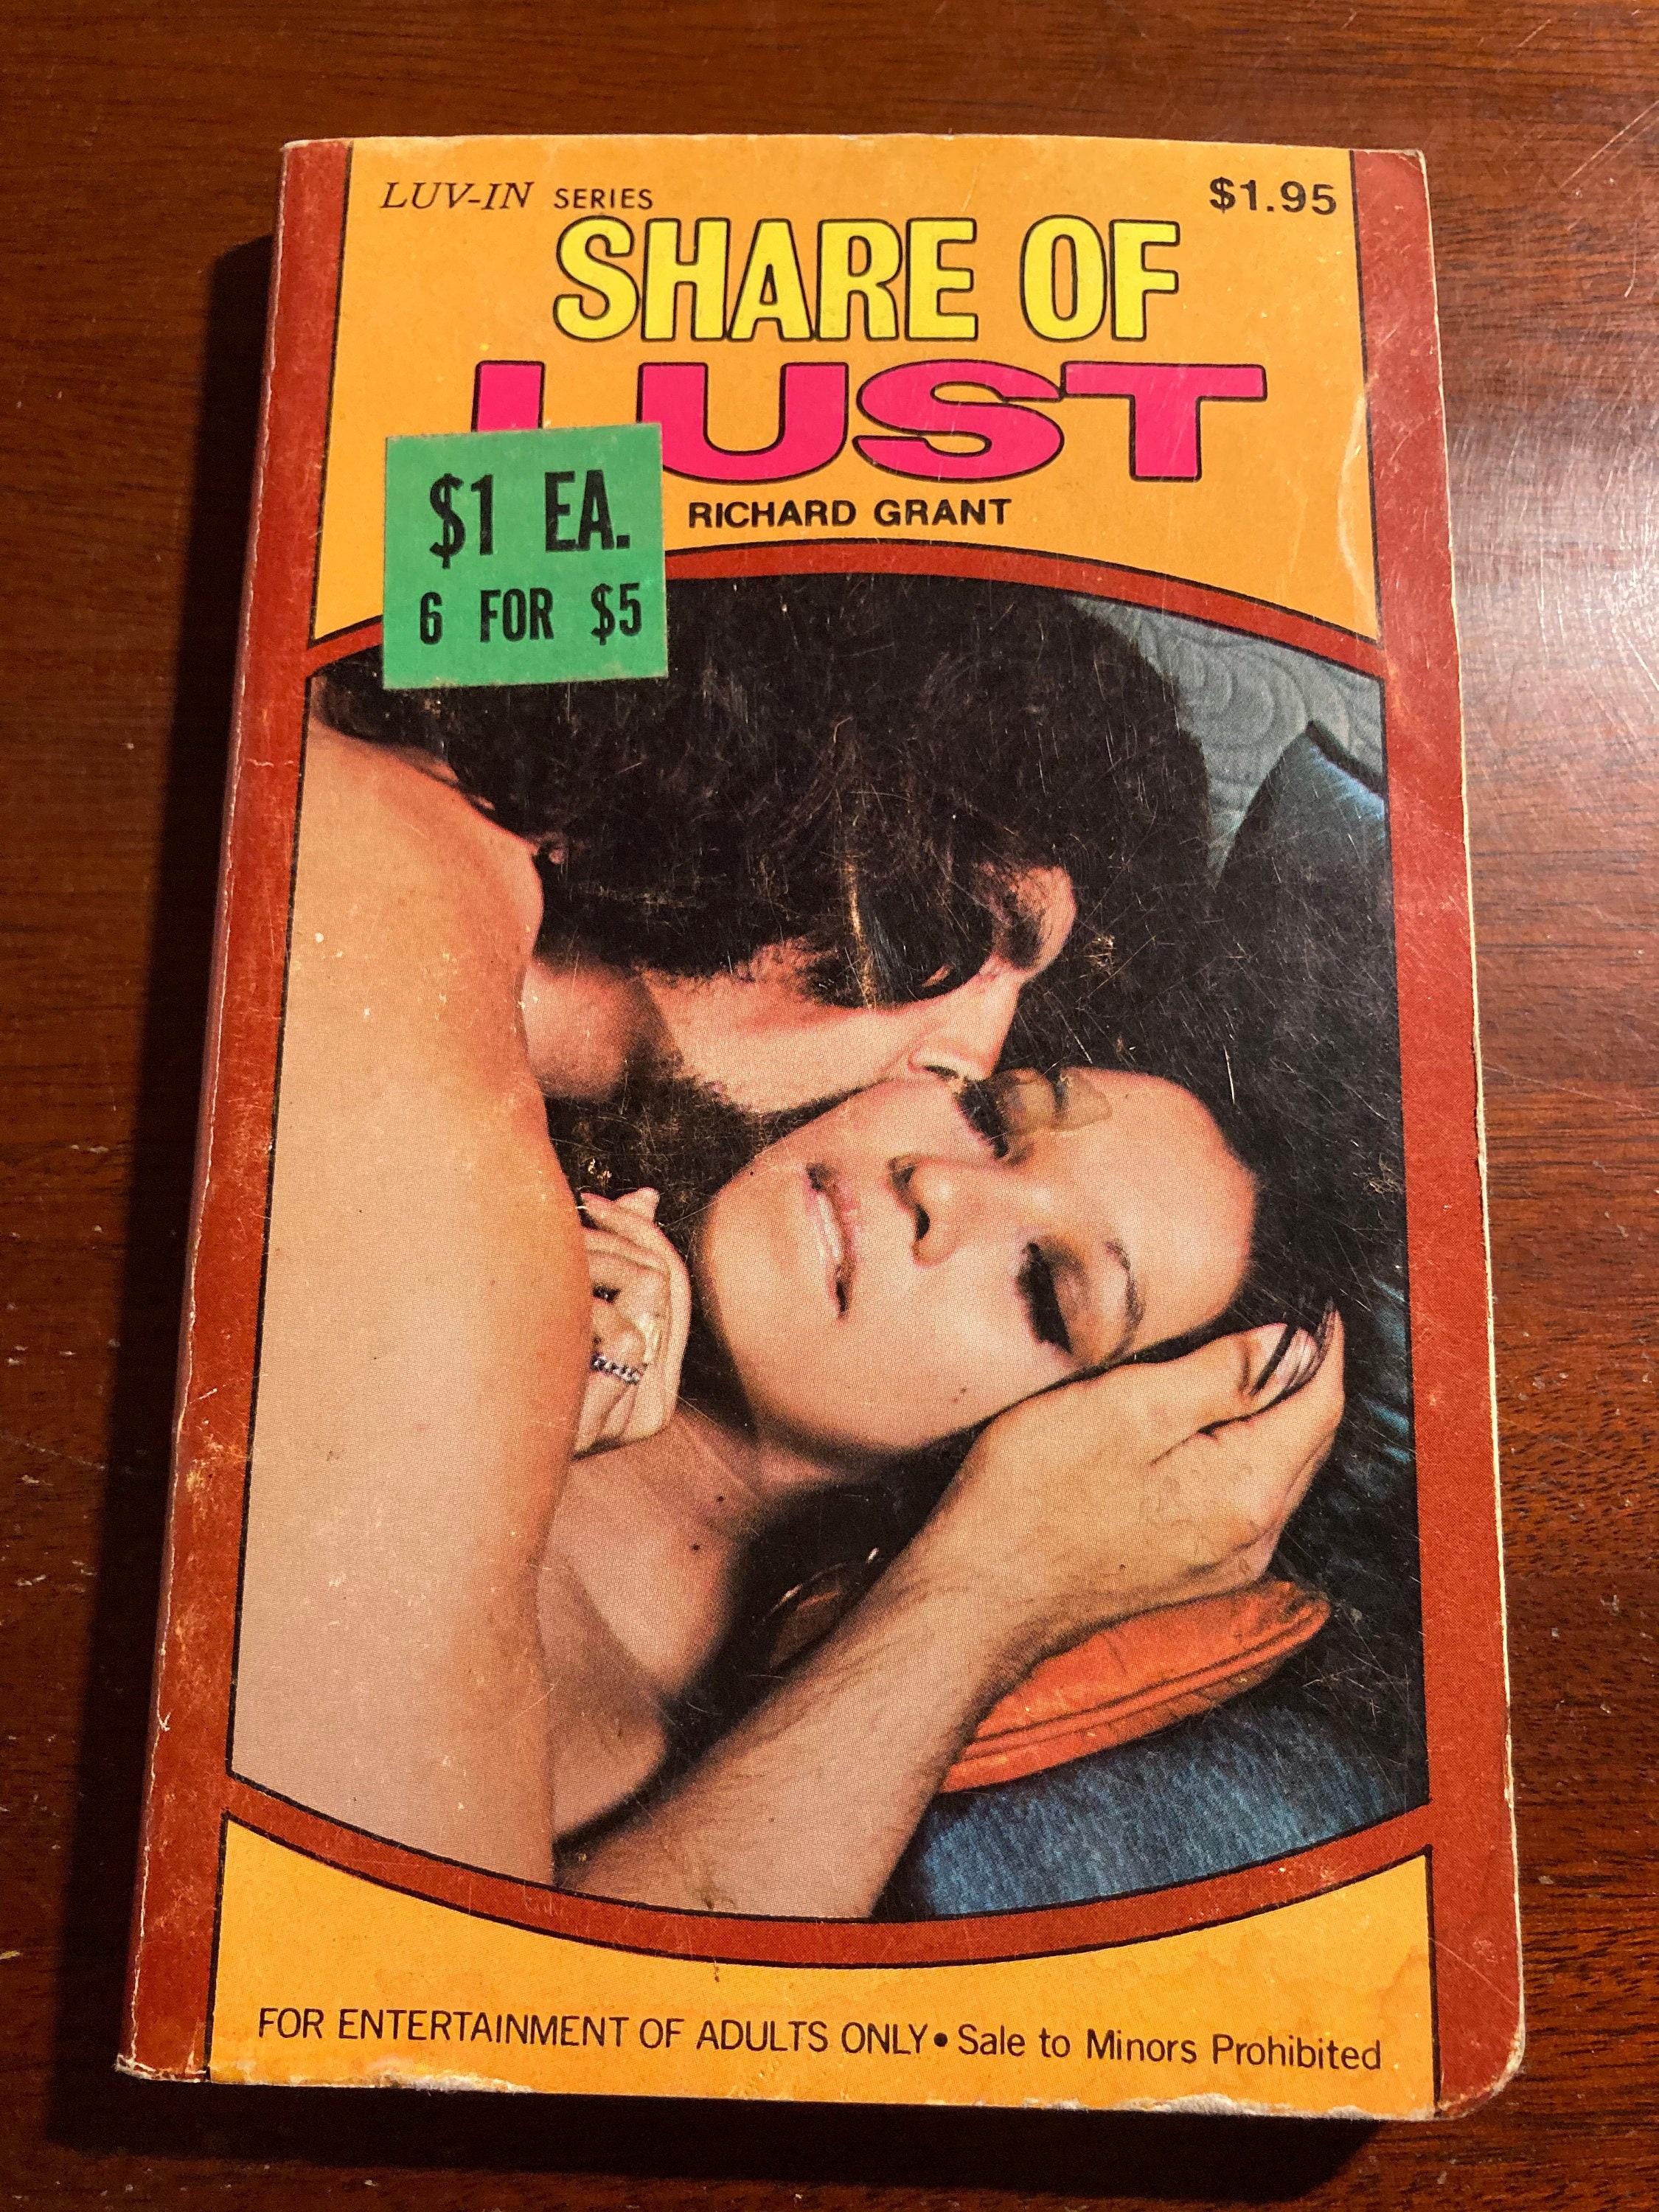 LUV-IN SERIES
$1.95
SHARE OF
LUST
RICHARD GRANT
$1 EA.
6 FOR $5
FOR ENTERTAINMENT OF ADULTS ONLY • Sale to Minors Prohibited